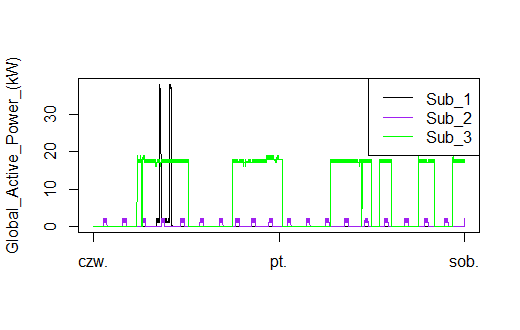 Global_Active_Power_(kW)
30
20
10
0
Sub_1
Sub_2
Sub_3
czw.
pt.
sob.